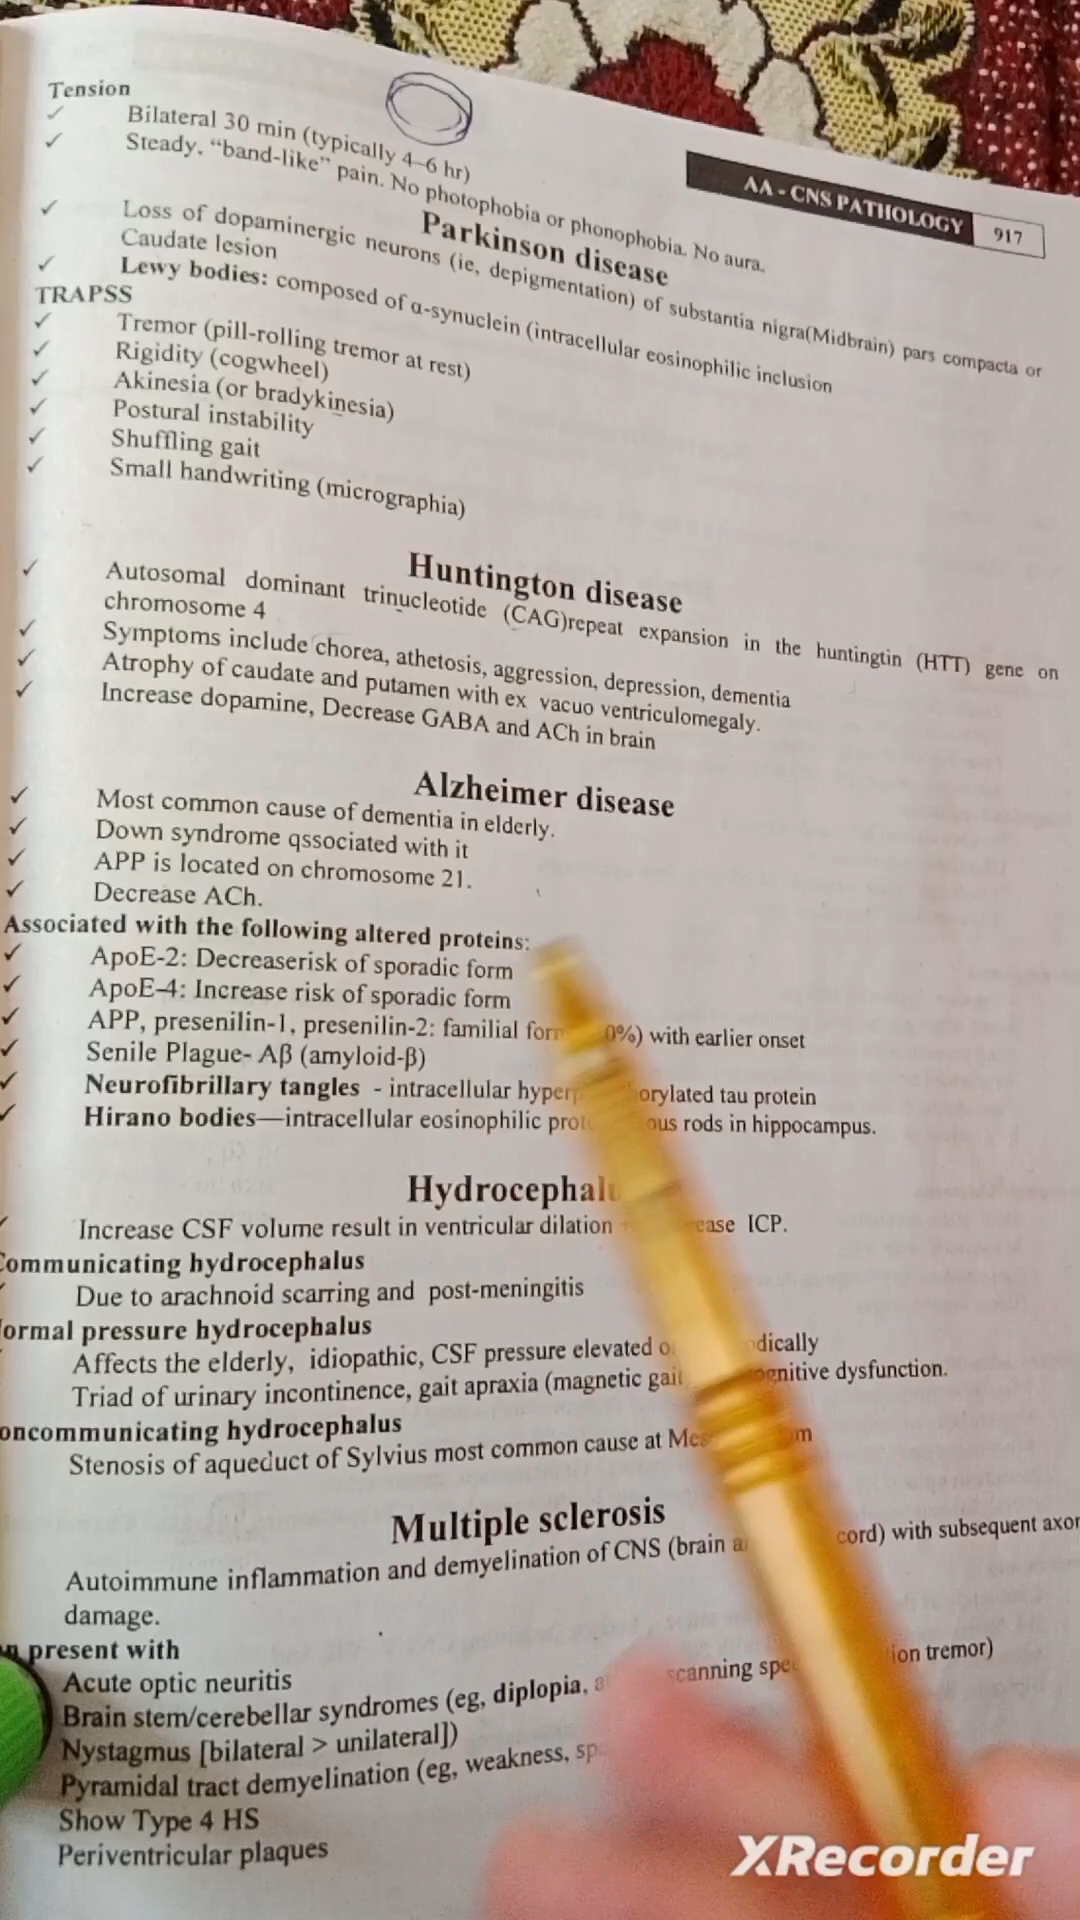 AA - CNS PATHOLOGY 917
Tension
✓ Bilateral 30 min (typically 4–6 hr)
✓ Steady. “band-like” pain. No photophobia or phonophobia. No aura.
Parkinson disease
✓ Loss of dopaminergic neurons (ie, depigmentation) of substantia nigra(Midbrain) pars compacta or
Caudate lesion
✓ Lewy bodies: composed of α-synuclein (intracellular eosinophilic inclusion
TRAPSS
✓ Tremor (pill-rolling tremor at rest)
✓ Rigidity (cogwheel)
✓ Akinesia (or bradykinesia)
✓ Postural instability
✓ Shuffling gait
✓ Small handwriting (micrographia)
Huntington disease
✓ Autosomal dominant trinucleotide (CAG)repeat expansion in the huntingtin (HTT) gene on
chromosome 4
✓ Symptoms include chorea, athetosis, aggression, depression, dementia
✓ Atrophy of caudate and putamen with ex vacuo ventriculomegaly.
✓ Increase dopamine, Decrease GABA and ACh in brain
Alzheimer disease
✓ Most common cause of dementia in elderly.
✓ Down syndrome qssociated with it
✓ APP is located on chromosome 21.
✓ Decrease ACh.
Associated with the following altered proteins:
✓ ApoE-2: Decreaserisk of sporadic form
✓ ApoE-4: Increase risk of sporadic form
✓ APP, presenilin-1, presenilin-2: familial 0%) with earlier onset
✓ Senile Plague- Aβ (amyloid-β)
✓ Neurofibrillary tangles - intracellular orylated tau protein
✓ Hirano bodies—intracellular eosinophilic ous rods in hippocampus.
Hydrocephal
Increase CSF volume result in ventricular dilation ICP.
ommunicating hydrocephalus
Due to arachnoid scarring and post-meningitis
ormal pressure hydrocephalus
Affects the elderly, idiopathic, CSF pressure elevated dically
Triad of urinary incontinence, gait apraxia (magnetic gait ognitive dysfunction.
oncommunicating hydrocephalus
Stenosis of aqueduct of Sylvius most common cause at
Multiple sclerosis
Autoimmune inflammation and demyelination of CNS (brain cord) with subsequent axon
damage.
n present with
Acute optic neuritis
Brain stem/cerebellar syndromes (eg, diplopia, scanning ion tremor)
Nystagmus [bilateral > unilateral])
Pyramidal tract demyelination (eg, weakness,
Show Type 4 HS
Periventricular plaques
XRecorder